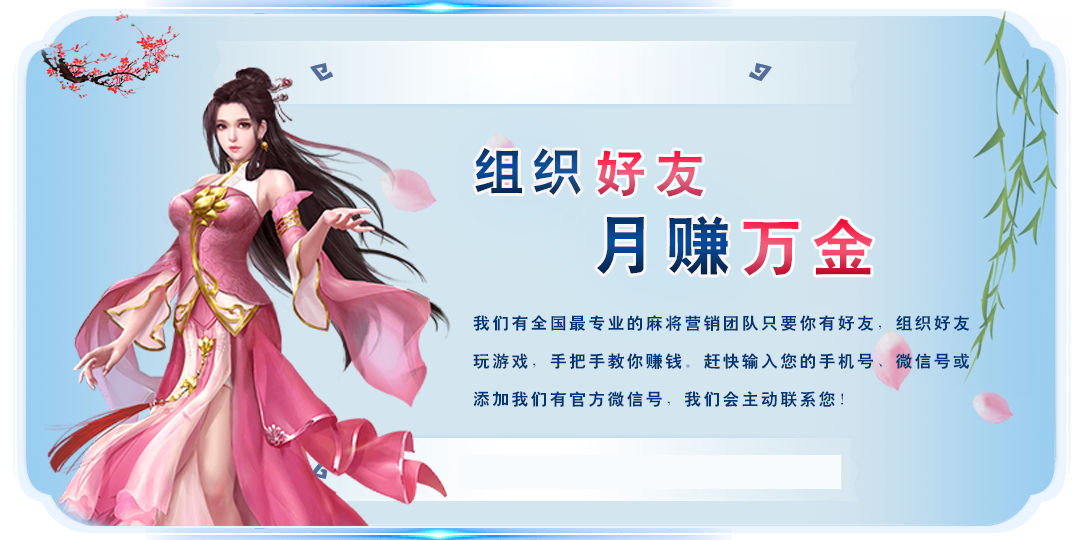 组织好友
月赚万金
我们有全国最专业的麻将营销团队只要你有好友，组织好友
玩游戏，手把手教你赚钱。赶快输入您的手机号、微信号或
添加我们有官方微信号，我们会主动联系您！